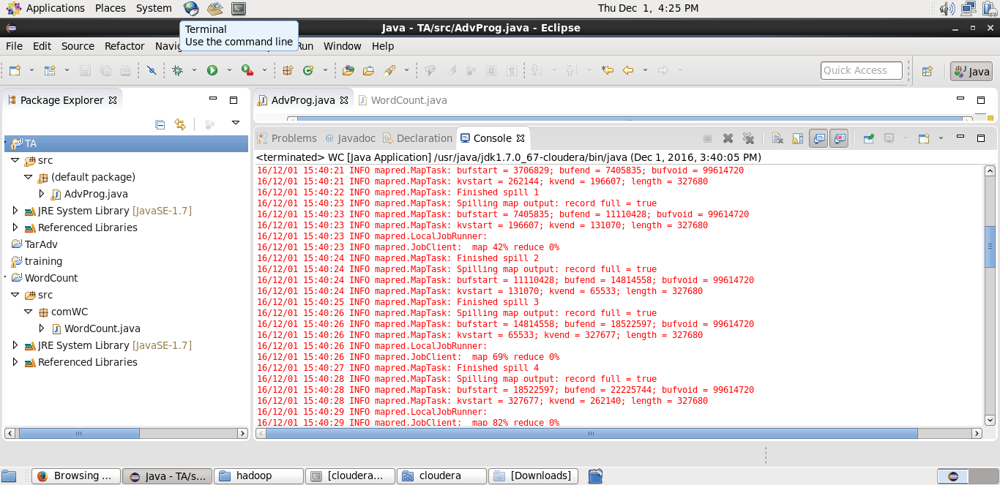 Applications Places System Thu Dec 1, 4:25 PM
Terminal
Use the command line
Java - TA/src/AdvProg.java - Eclipse
File Edit Source Refactor Navig Run Window Help
Quick Access Java
Package Explorer AdvProg.java WordCount.java
Problems Javadoc Declaration Console
<terminated> WC [Java Application] /usr/java/jdk1.7.0_67-cloudera/bin/java (Dec 1, 2016, 3:40:05 PM)
TA
src
(default package)
AdvProg.java
JRE System Library [JavaSE-1.7]
Referenced Libraries
TarAdv
training
WordCount
src
comWC
WordCount.java
JRE System Library [JavaSE-1.7]
Referenced Libraries
16/12/01 15:40:21 INFO mapred.MapTask: bufstart = 3706829; bufend = 7405835; bufvoid = 99614720
16/12/01 15:40:21 INFO mapred.MapTask: kvstart = 262144; kvend = 196607; length = 327680
16/12/01 15:40:22 INFO mapred.MapTask: Finished spill 1
16/12/01 15:40:23 INFO mapred.MapTask: Spilling map output: record full = true
16/12/01 15:40:23 INFO mapred.MapTask: bufstart = 7405835; bufend = 11110428; bufvoid = 99614720
16/12/01 15:40:23 INFO mapred.MapTask: kvstart = 196607; kvend = 131070; length = 327680
16/12/01 15:40:23 INFO mapred.LocalJobRunner:
16/12/01 15:40:23 INFO mapred.JobClient:  map 42% reduce 0%
16/12/01 15:40:24 INFO mapred.MapTask: Finished spill 2
16/12/01 15:40:24 INFO mapred.MapTask: Spilling map output: record full = true
16/12/01 15:40:24 INFO mapred.MapTask: bufstart = 11110428; bufend = 14814558; bufvoid = 99614720
16/12/01 15:40:24 INFO mapred.MapTask: kvstart = 131070; kvend = 65533; length = 327680
16/12/01 15:40:25 INFO mapred.MapTask: Finished spill 3
16/12/01 15:40:26 INFO mapred.MapTask: Spilling map output: record full = true
16/12/01 15:40:26 INFO mapred.MapTask: bufstart = 14814558; bufend = 18522597; bufvoid = 99614720
16/12/01 15:40:26 INFO mapred.MapTask: kvstart = 65533; kvend = 327677; length = 327680
16/12/01 15:40:26 INFO mapred.LocalJobRunner:
16/12/01 15:40:26 INFO mapred.JobClient:  map 69% reduce 0%
16/12/01 15:40:27 INFO mapred.MapTask: Finished spill 4
16/12/01 15:40:28 INFO mapred.MapTask: Spilling map output: record full = true
16/12/01 15:40:28 INFO mapred.MapTask: bufstart = 18522597; bufend = 22225744; bufvoid = 99614720
16/12/01 15:40:28 INFO mapred.MapTask: kvstart = 327677; kvend = 262140; length = 327680
16/12/01 15:40:29 INFO mapred.LocalJobRunner:
16/12/01 15:40:29 INFO mapred.JobClient:  map 82% reduce 0%
Browsing ... Java - TA/s... hadoop [cloudera... cloudera [Downloads]